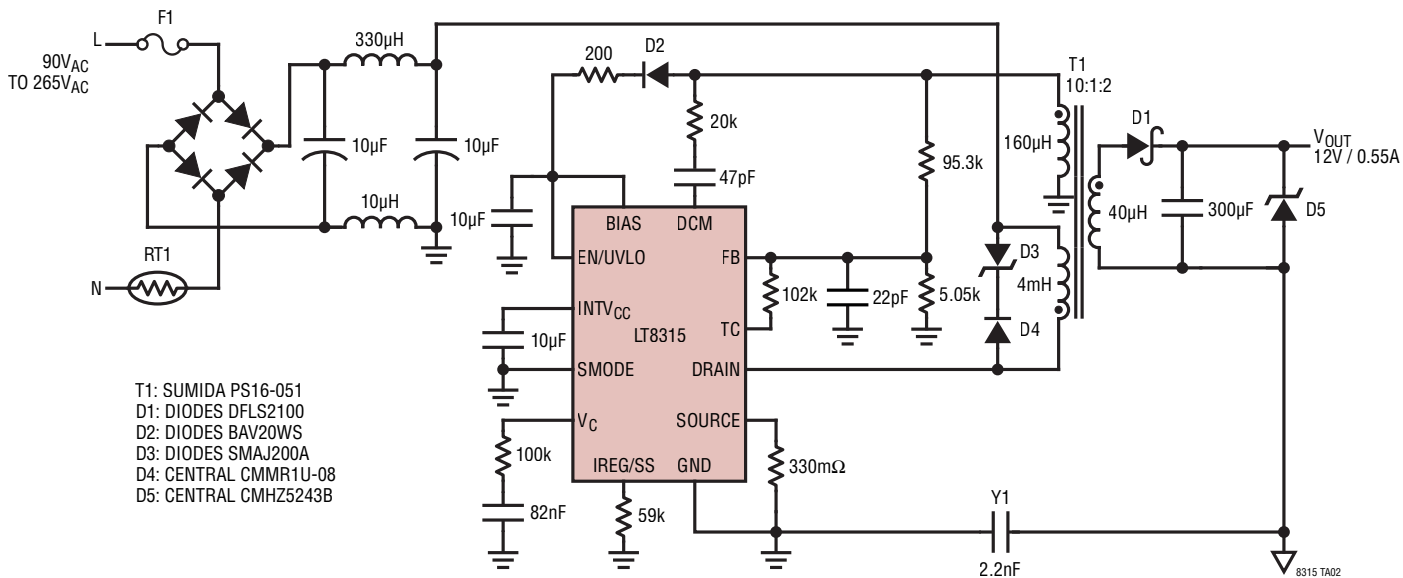 F1
L
90VAC
TO 265VAC
330µH
10µF
10µF
10µH
RT1
N
200
D2
20k
47pF
95.3k
T1
10:1:2
160µH
D1
VOUT
12V / 0.55A
40µH
300µF
D5
10µF
BIAS
DCM
EN/UVLO
FB
INTVCC
TC
LT8315
SMODE
DRAIN
VC
SOURCE
IREG/SS
GND
10µF
102k
22pF
5.05k
D3
4mH
D4
100k
82nF
59k
330mΩ
Y1
2.2nF
T1: SUMIDA PS16-051
D1: DIODES DFLS2100
D2: DIODES BAV20WS
D3: DIODES SMAJ200A
D4: CENTRAL CMMR1U-08
D5: CENTRAL CMHZ5243B
8315 TA02